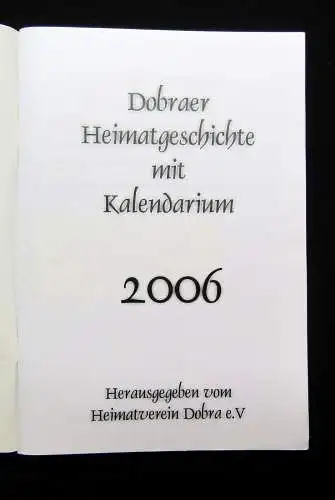 Dobraer
Heimatgeschichte
mit
Kalendarium
2006
Herausgegeben vom
Heimatverein Dobra e.V